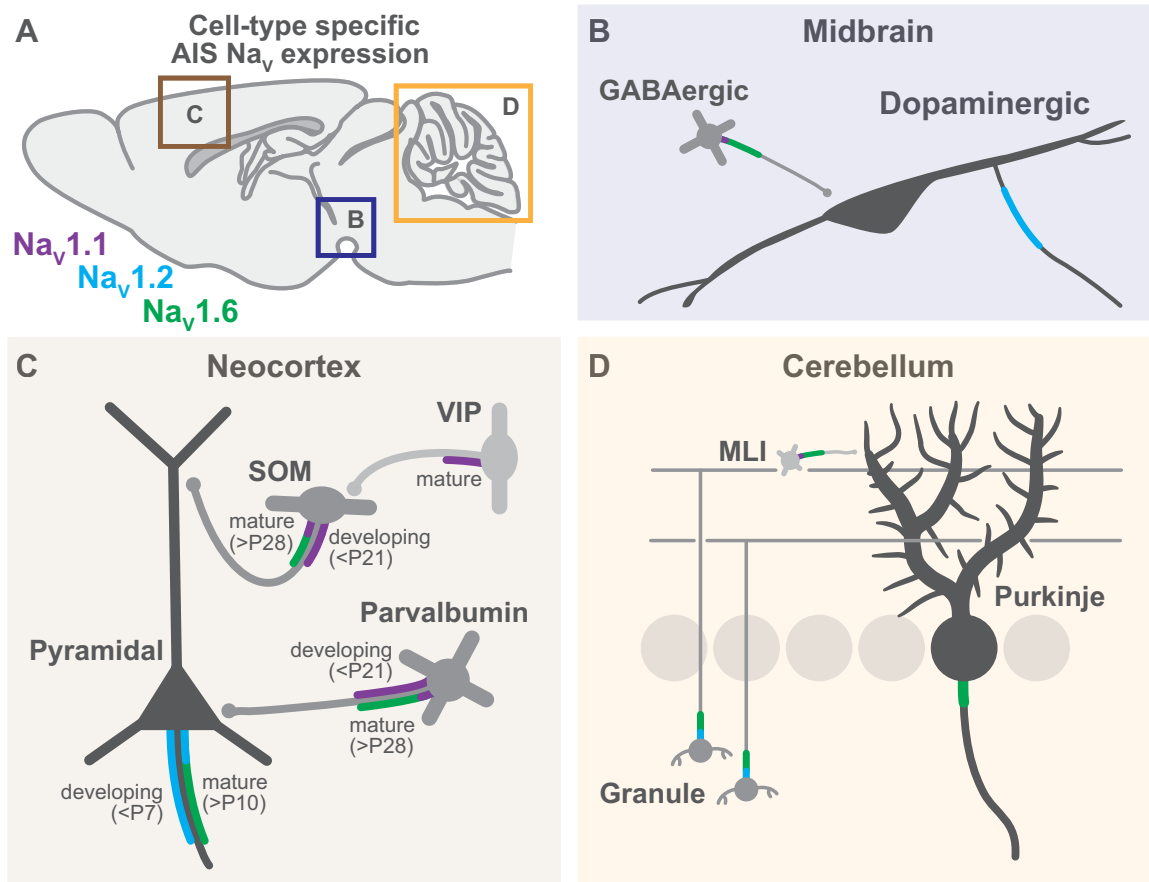 A
Cell-type specific
AIS NaV expression
C
D
B
NaV1.1
NaV1.2
NaV1.6
B
Midbrain
GABAergic
Dopaminergic
C
Neocortex
VIP
mature
SOM
mature
(>P28)
developing
(<P21)
Parvalbumin
developing
(<P21)
mature
(>P28)
Pyramidal
developing
(<P7)
mature
(>P10)
D
Cerebellum
MLI
Purkinje
Granule